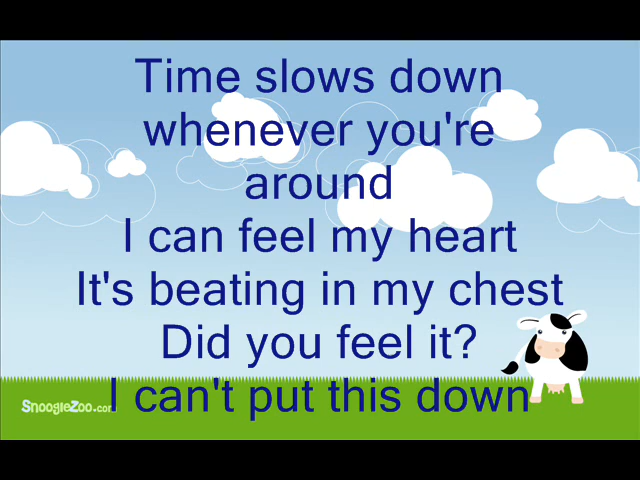 Time slows down
whenever you're
around
I can feel my heart
It's beating in my chest
Did you feel it?
I can't put this down
SnoogleZoo.com